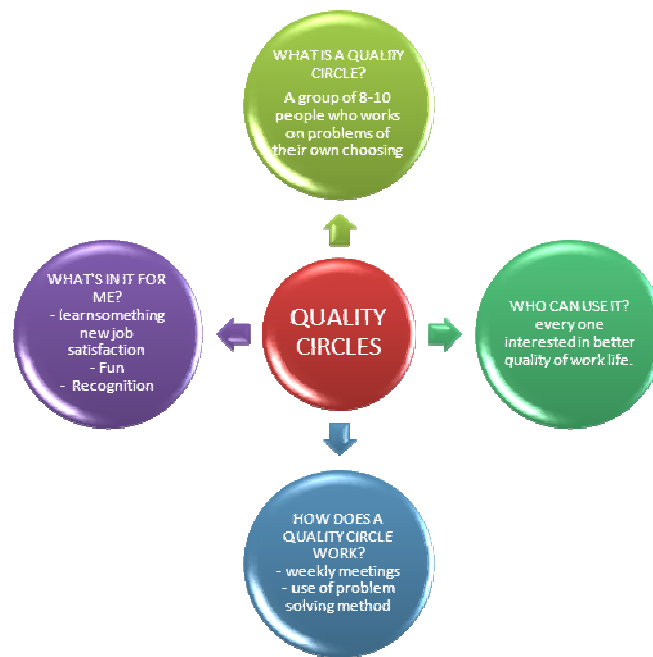 WHAT IS A QUALITY
CIRCLE?
A group of 8-10
people who works
on problems of
their own choosing
WHAT'S IN IT FOR
ME?
- learnsomething
new job
satisfaction
- Fun
- Recognition
QUALITY
CIRCLES
WHO CAN USE IT?
every one
interested in better
quality of work life.
HOW DOES A
QUALITY CIRCLE
WORK?
- weekly meetings
- use of problem
solving method